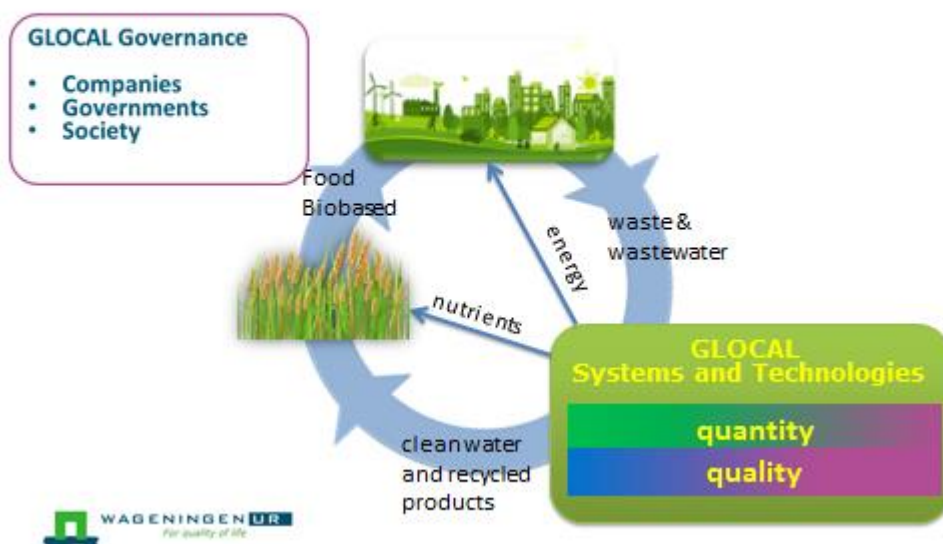 GLOCAL Governance
• Companies
• Governments
• Society
Food
Biobased
waste &
wastewater
energy
nutrients
GLOCAL
Systems and Technologies
quantity
quality
clean water
and recycled
products
WAGENINGEN UR
For quality of life